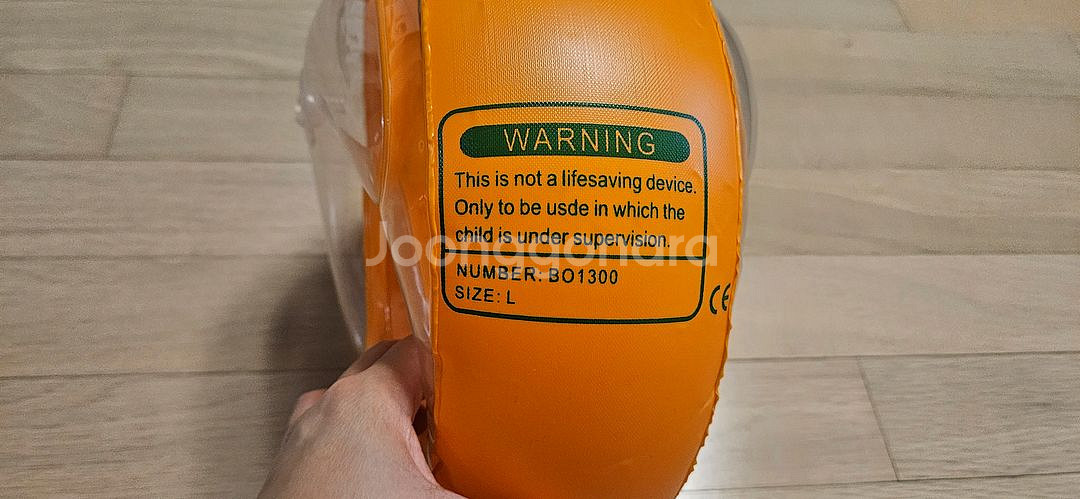 WARNING
This is not a lifesaving device.
Only to be usde in which the
child is under supervision.
Joonggonara
NUMBER: BO1300
SIZE: L
CE